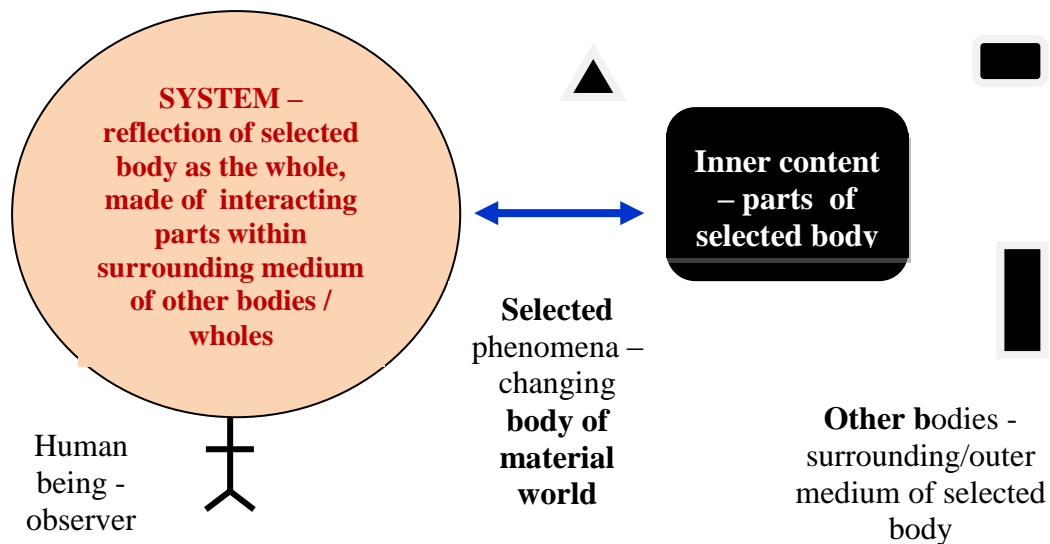 SYSTEM –
reflection of selected
body as the whole,
made of interacting
parts within
surrounding medium
of other bodies /
wholes
Inner content
– parts of
selected body
Selected
phenomena –
changing
body of
material
world
Human
being -
observer
Other bodies -
surrounding/outer
medium of selected
body